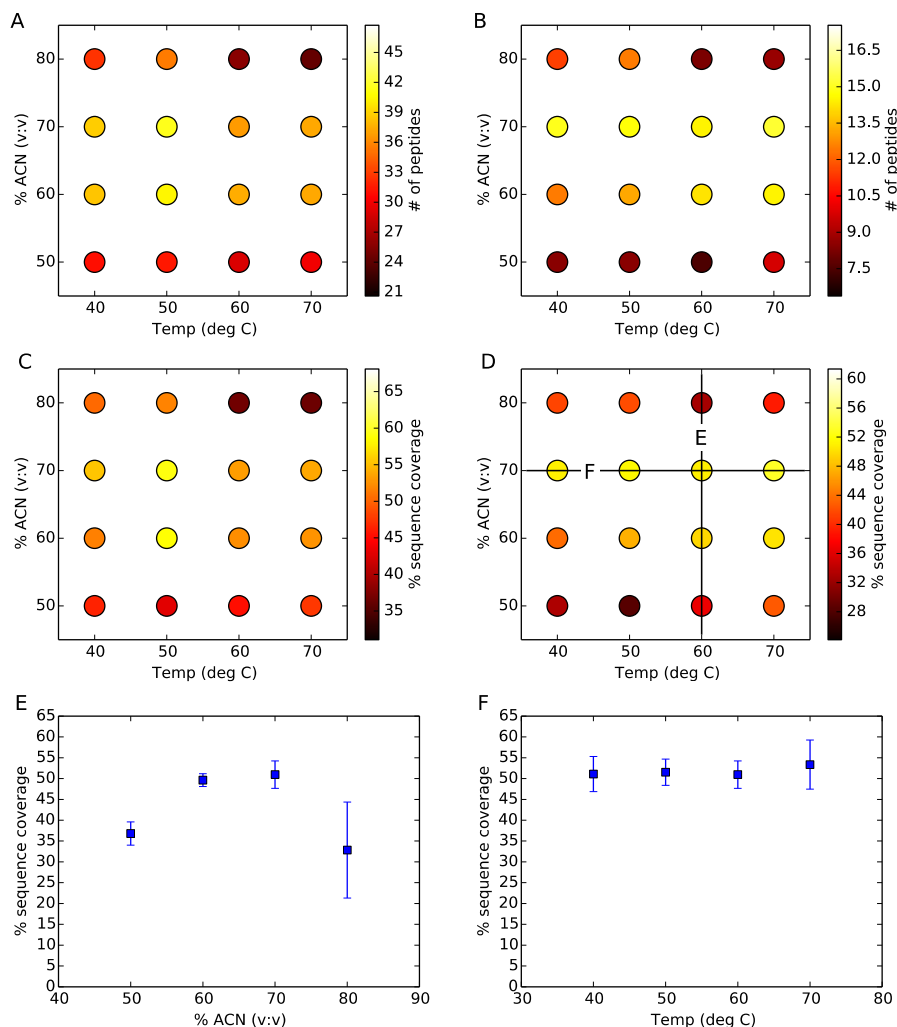 A
% ACN (v:v)
80
70
60
50
40 50 60 70
Temp (deg C)
45
42
39
36
33
30
27
24
21
# of peptides
B
% ACN (v:v)
80
70
60
50
40 50 60 70
Temp (deg C)
16.5
15.0
13.5
12.0
10.5
9.0
7.5
# of peptides
C
% ACN (v:v)
80
70
60
50
40 50 60 70
Temp (deg C)
65
60
55
50
45
40
35
% sequence coverage
D
% ACN (v:v)
80
70
60
50
E
F
40 50 60 70
Temp (deg C)
60
56
52
48
44
40
36
32
28
% sequence coverage
E
% sequence coverage
65
60
55
50
45
40
35
30
25
20
15
10
5
0
40 50 60 70 80 90
% ACN (v:v)
F
% sequence coverage
65
60
55
50
45
40
35
30
25
20
15
10
5
0
30 40 50 60 70 80
Temp (deg C)